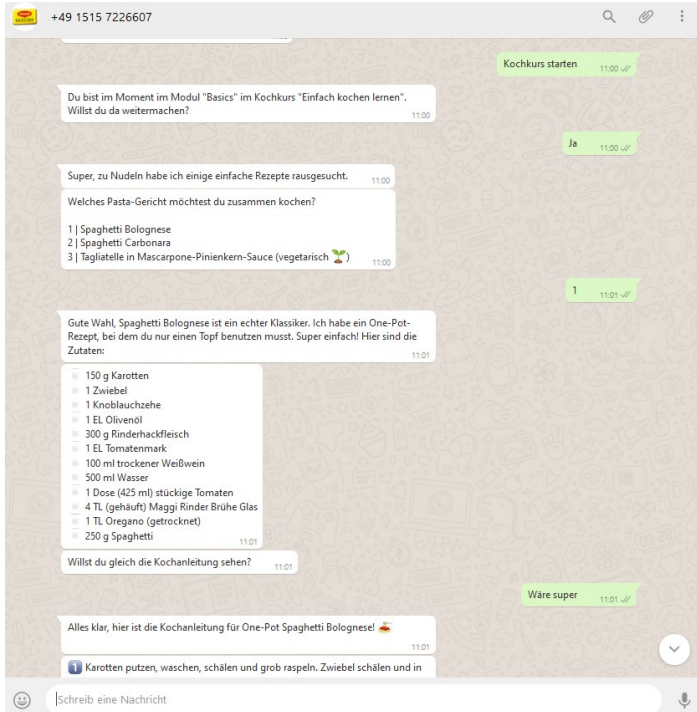 MAGGI
+49 1515 7226607
Kochkurs starten
11:00
Du bist im Moment im Modul "Basics" im Kochkurs "Einfach kochen lernen".
Willst du da weitermachen?
11:00
Ja
11:00
Super, zu Nudeln habe ich einige einfache Rezepte rausgesucht.
11:00
Welches Pasta-Gericht möchtest du zusammen kochen?
1 | Spaghetti Bolognese
2 | Spaghetti Carbonara
3 | Tagliatelle in Mascarpone-Pinienkern-Sauce (vegetarisch 🌱)
11:00
1
11:01
Gute Wahl, Spaghetti Bolognese ist ein echter Klassiker. Ich habe ein One-Pot-
Rezept, bei dem du nur einen Topf benutzen musst. Super einfach! Hier sind die
Zutaten:
11:01
150 g Karotten
1 Zwiebel
1 Knoblauchzehe
1 EL Olivenöl
300 g Rinderhackfleisch
1 EL Tomatenmark
100 ml trockener Weißwein
500 ml Wasser
1 Dose (425 ml) stückige Tomaten
4 TL (gehäuft) Maggi Rinder Brühe Glas
1 TL Oregano (getrocknet)
250 g Spaghetti
11:01
Willst du gleich die Kochanleitung sehen?
11:01
Wäre super
11:01
Alles klar, hier ist die Kochanleitung für One-Pot Spaghetti Bolognese! 🍝
11:01
1️⃣ Karotten putzen, waschen, schälen und grob raspeln. Zwiebel schälen und in
Schreib eine Nachricht